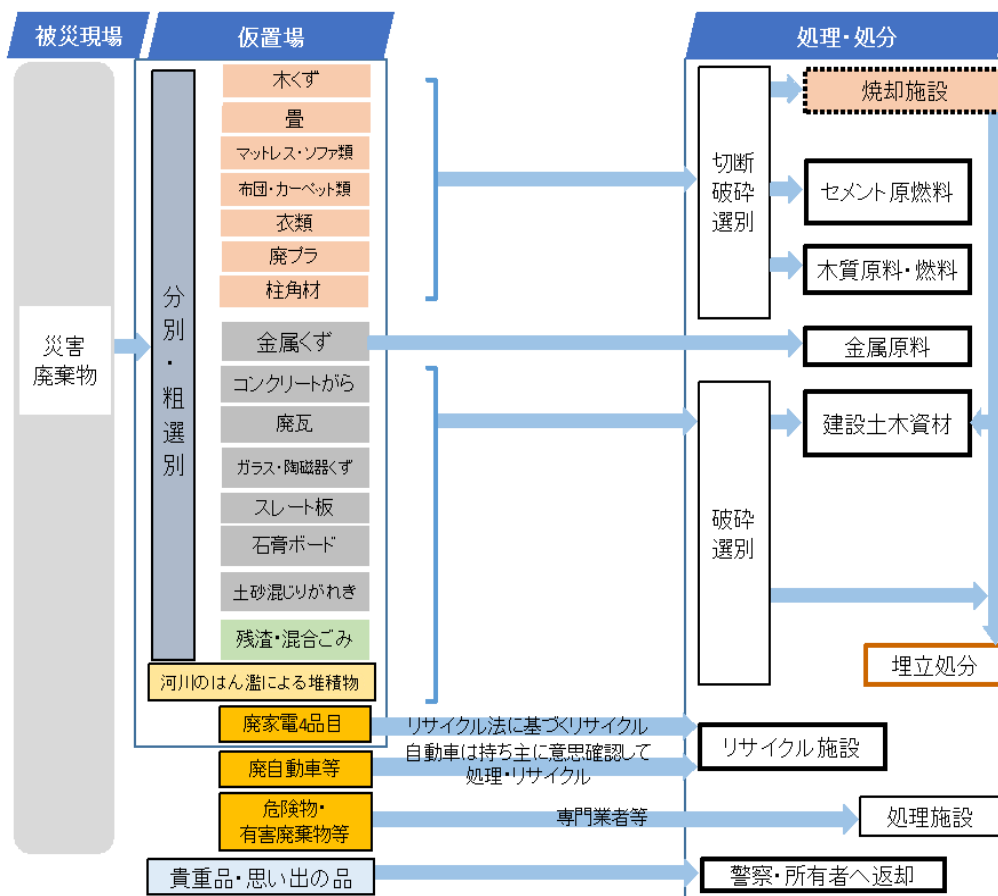 被災現場
仮置場
処理・処分
災害
廃棄物
分別・粗選別
木くず
畳
マットレス・ソファ類
布団・カーペット類
衣類
廃プラ
柱角材
金属くず
コンクリートがら
廃瓦
ガラス・陶磁器くず
スレート板
石膏ボード
土砂混じりがれき
残渣・混合ごみ
河川のはん濫による堆積物
廃家電4品目
廃自動車等
危険物・
有害廃棄物等
貴重品・思い出の品
リサイクル法に基づくリサイクル
自動車は持ち主に意思確認して
処理・リサイクル
専門業者等
切断
破砕
選別
破砕
選別
焼却施設
セメント原燃料
木質原料・燃料
金属原料
建設土木資材
埋立処分
リサイクル施設
処理施設
警察・所有者へ返却